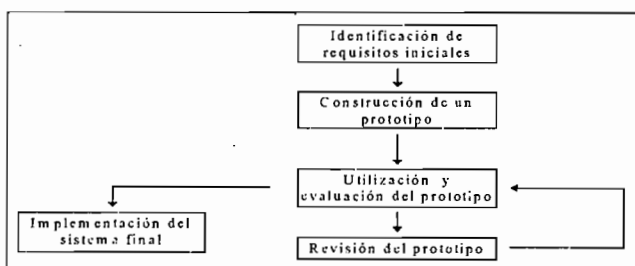 Identificación de
requisitos iniciales
Construcción de un
prototipo
Utilización y
evaluación del prototipo
Implementación del
sistema final
Revisión del prototipo